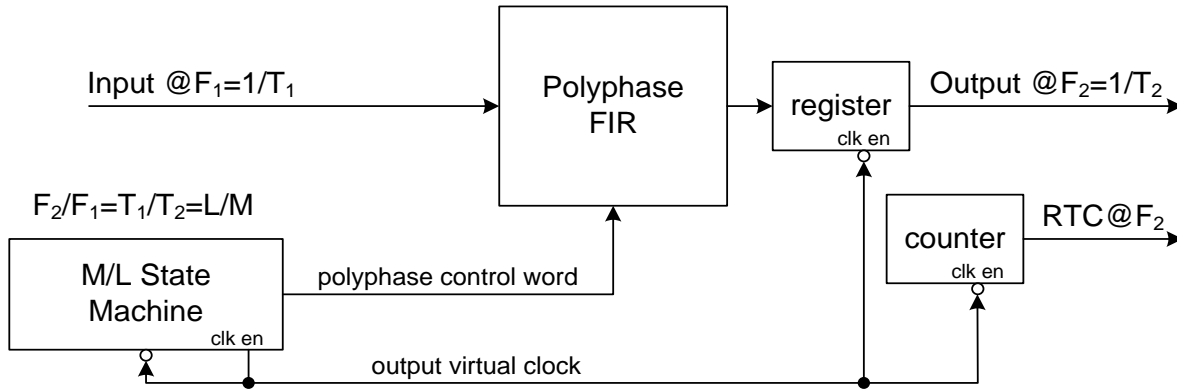 Input @F₁=1/T₁
Polyphase
FIR
register
clk en
Output @F₂=1/T₂
F₂/F₁=T₁/T₂=L/M
counter
clk en
RTC@F₂
M/L State
Machine
clk en
polyphase control word
output virtual clock